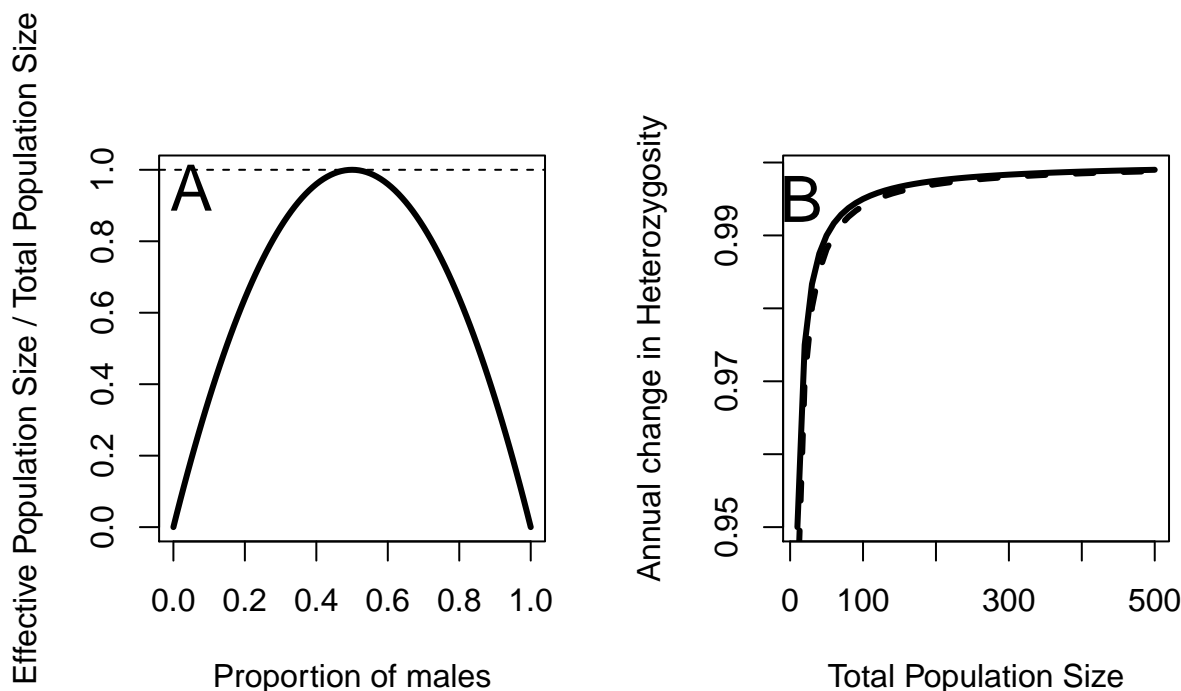 Effective Population Size / Total Population Size
1.0
0.8
0.6
0.4
0.2
0.0
A
0.0 0.2 0.4 0.6 0.8 1.0
Proportion of males
Annual change in Heterozygosity
0.99
0.97
0.95
B
0 100 300 500
Total Population Size